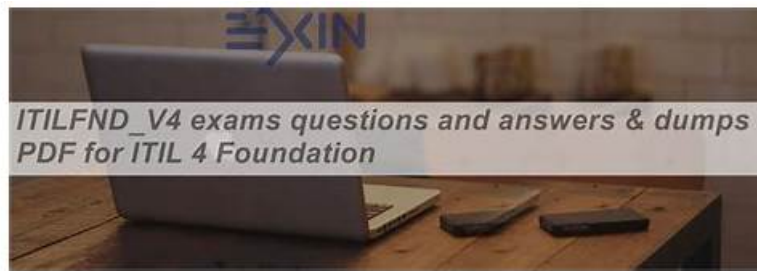 EXIN
ITILFND_V4 exams questions and answers & dumps
PDF for ITIL 4 Foundation